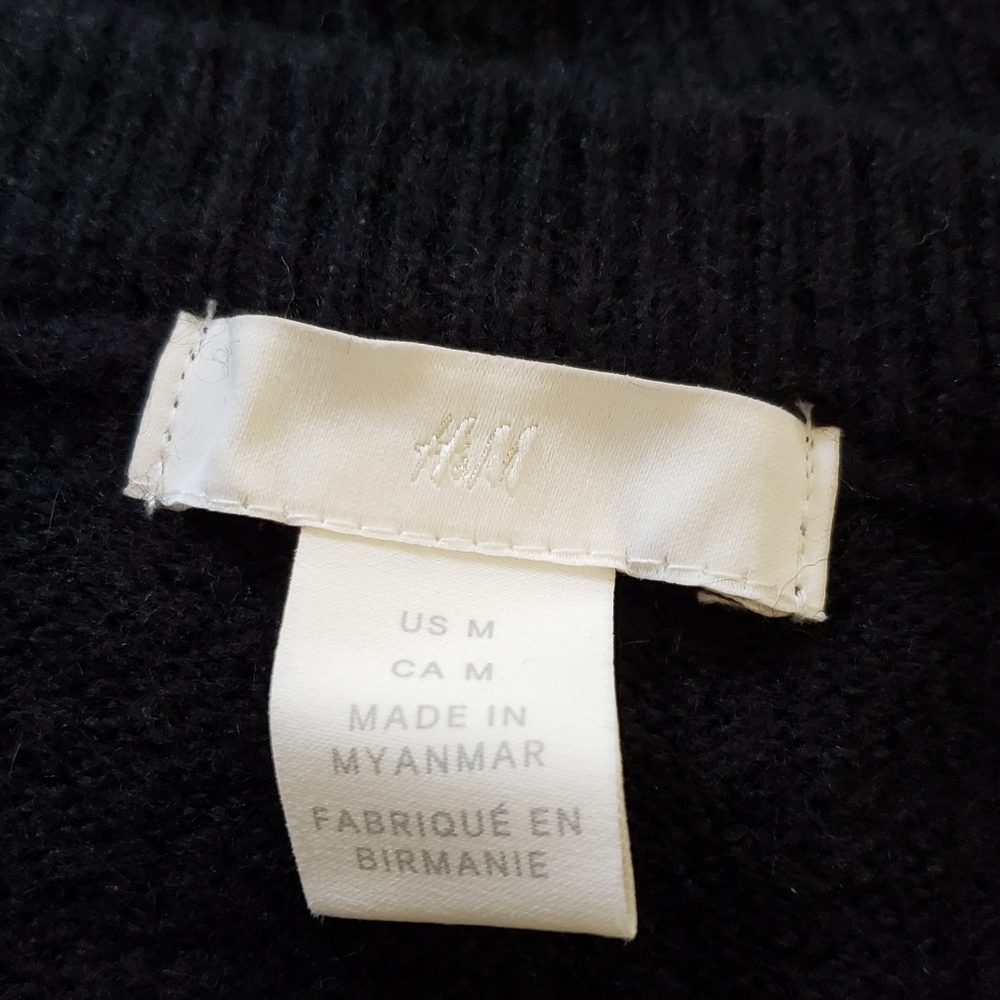 H&M
US M
CA M
MADE IN
MYANMAR
FABRIQUÉ EN
BIRMANIE